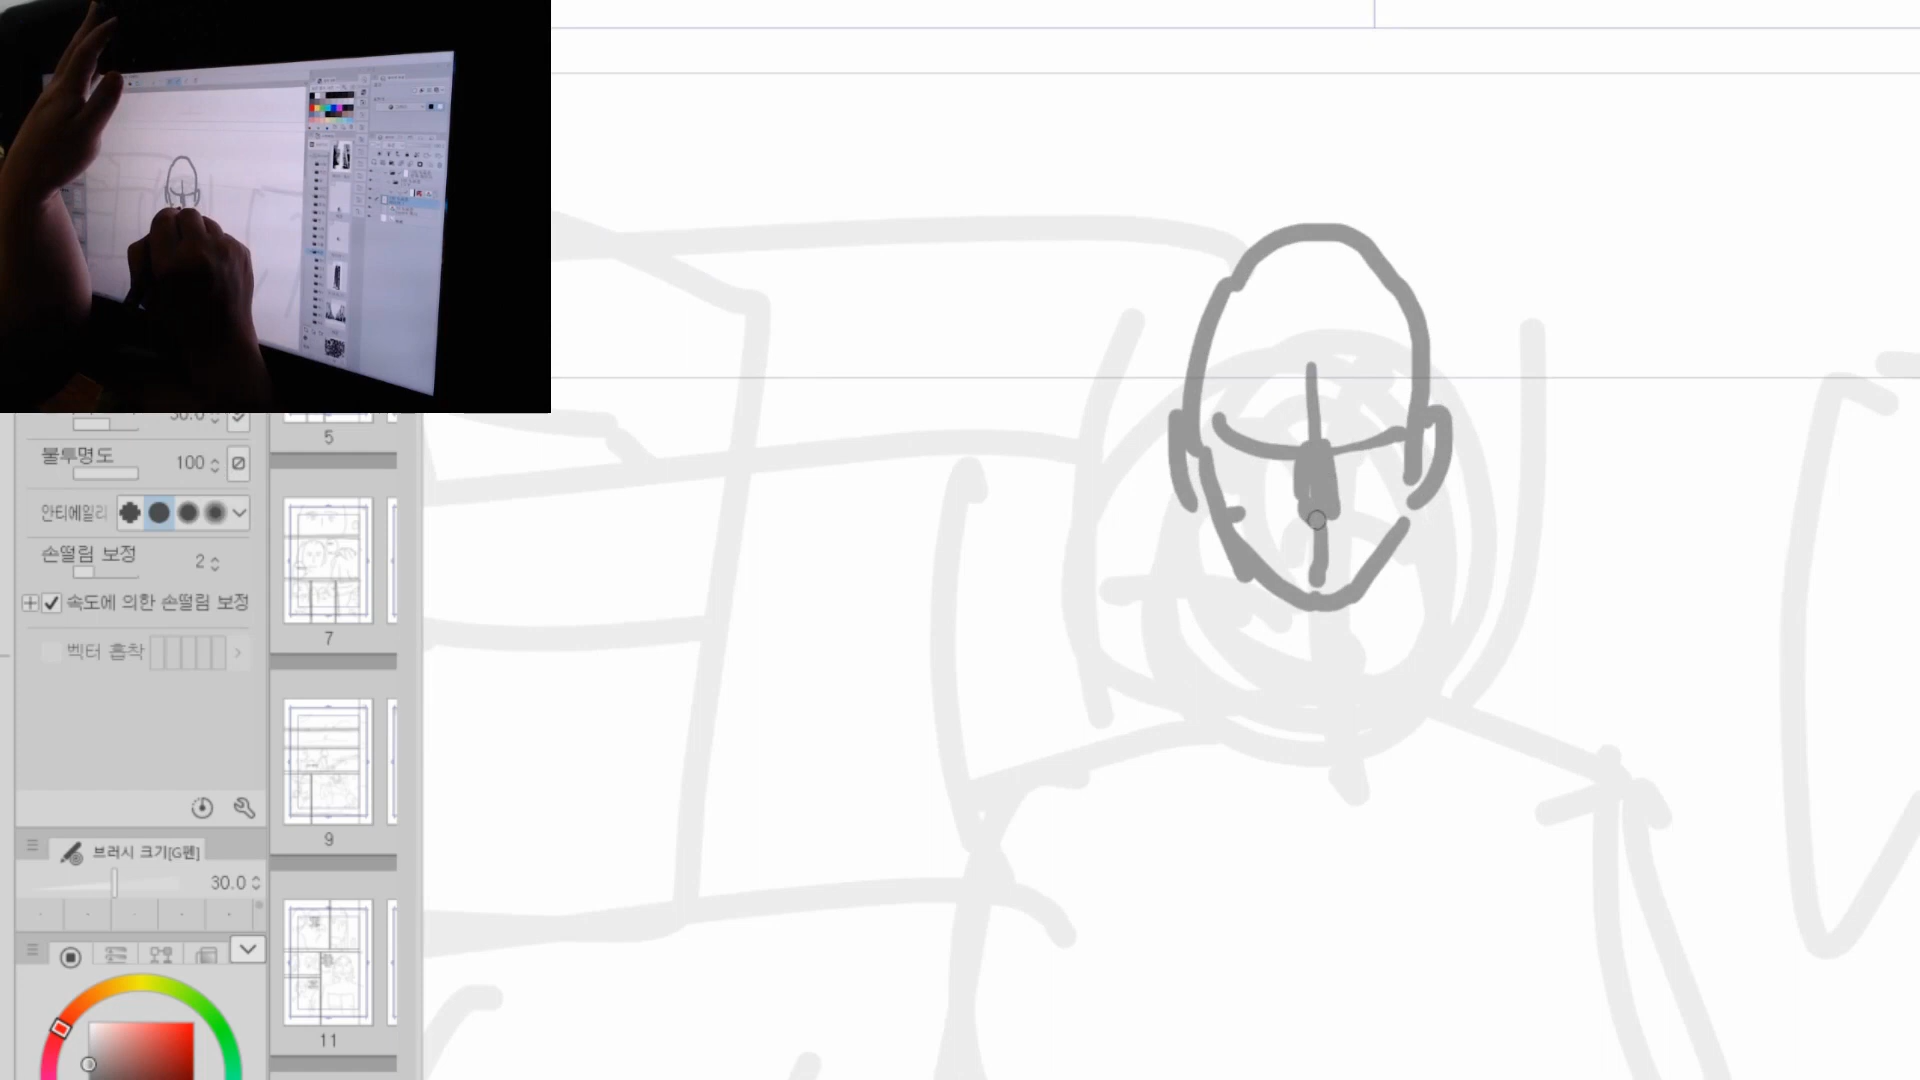 30.0
5
불투명도 100
안티에일리
손떨림 보정 2
속도에 의한 손떨림 보정
7
벡터 흡착
9
브러시 크기[G펜]
30.0
11